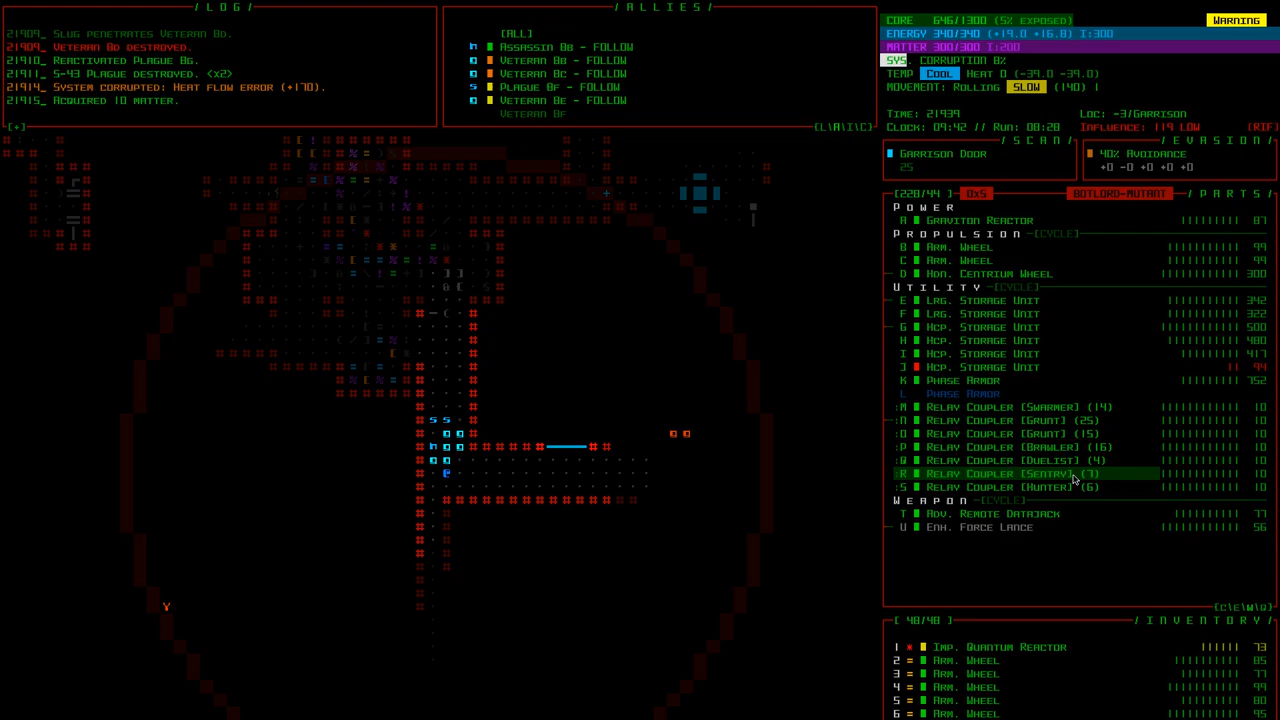 / L O G /
21909_ Slug penetrates Veteran 8d.
21909_ Veteran 8d destroyed.
21910_ Reactivated Plague 8g.
21911_ S-43 Plague destroyed. <x2>
21914_ System corrupted: Heat flow error (+170).
21915_ Acquired 10 matter.
[+]
/ A L L I E S /
[ALL]
Assassin 8b - FOLLOW
Veteran 8b - FOLLOW
Veteran 8c - FOLLOW
Plague 8f - FOLLOW
Veteran 8e - FOLLOW
Veteran 8f
[L\A\I\C]
CORE 646/1300 (5% EXPOSED) Warning
ENERGY 340/340 (+19.0 +16.8) I:300
MATTER 300/300 I:200
SYS. CORRUPTION 8%
TEMP Cool Heat 0 (-39.0 -39.0)
MOVEMENT: Rolling SLOW (140) 1
Time: 21939 Loc: -3/Garrison
Clock: 09:42 // Run: 08:28 Influence: 119 LOW [RIF]
/ S C A N /
Garrison Door
25
/ E V A S I O N /
40% Avoidance
+0 -0 +0 +0 +0
[228/44 ] 0x5 BOTLORD-MUTANT / P A R T S /
P O W E R
A Graviton Reactor 87
P R O P U L S I O N -[CYCLE]
B Arm. Wheel 99
C Arm. Wheel 99
D Hdn. Centrium Wheel 300
U T I L I T Y -[CYCLE]
E Lrg. Storage Unit 342
F Lrg. Storage Unit 322
G Hcp. Storage Unit 500
H Hcp. Storage Unit 480
I Hcp. Storage Unit 417
J Hcp. Storage Unit 94
K Phase Armor 752
L Phase Armor
:M Relay Coupler [Swarmer] (14) 10
:N Relay Coupler [Grunt] (25) 10
:O Relay Coupler [Grunt] (15) 10
:P Relay Coupler [Brawler] (16) 10
:Q Relay Coupler [Duelist] (4) 10
:R Relay Coupler [Sentry] (7) 10
:S Relay Coupler [Hunter] (6) 10
W E A P O N -[CYCLE]
T Adv. Remote Datajack 77
U Enh. Force Lance 56
[C\E\W\Q]
[ 48/48 ] / I N V E N T O R Y /
1 * Imp. Quantum Reactor 73
2 = Arm. Wheel 85
3 = Arm. Wheel 77
4 = Arm. Wheel 99
5 = Arm. Wheel 80
6 = Arm. Wheel 95